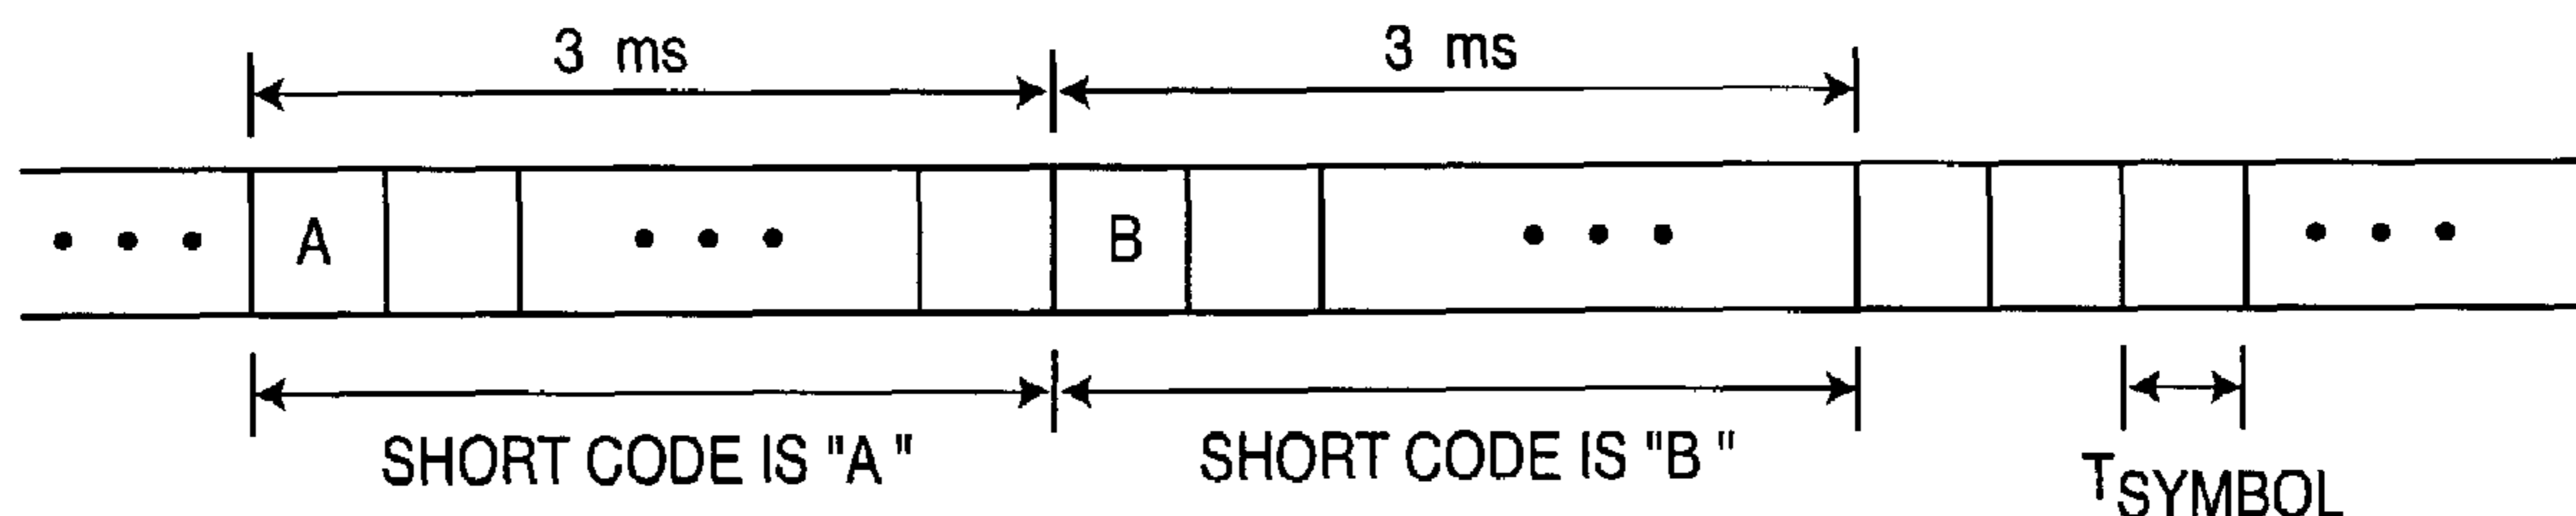 3 ms 3 ms
• • • A • • • B • • • • • •
SHORT CODE IS "A" SHORT CODE IS "B" TSYMBOL